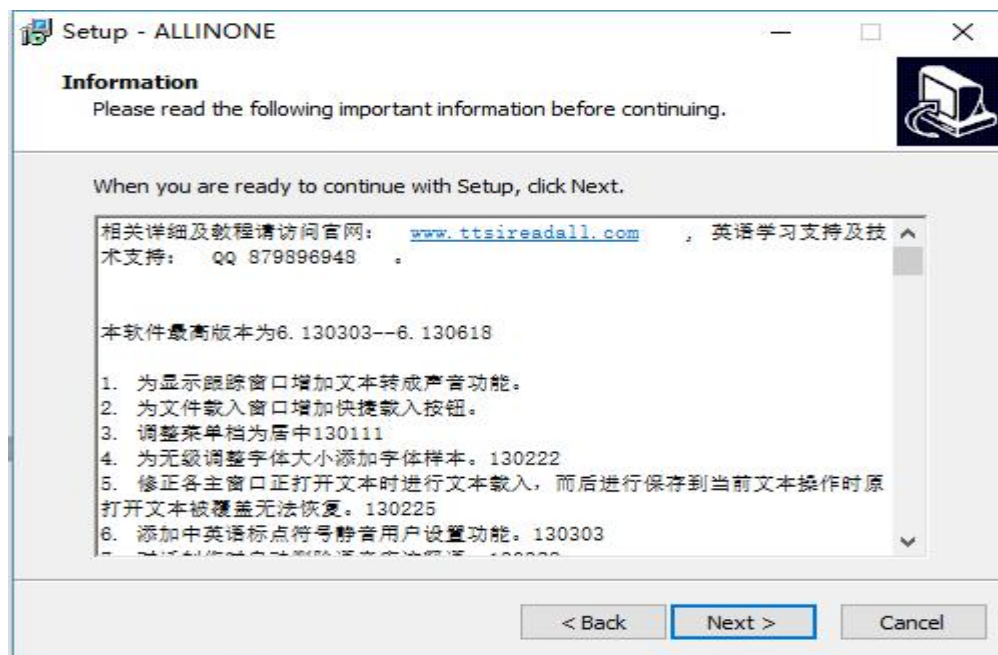 Setup - ALLINONE
Information
Please read the following important information before continuing.
When you are ready to continue with Setup, click Next.
相关详细及教程请访问官网： www.ttsireadall.com ，英语学习支持及技
术支持： QQ 879896948 。
本软件最高版本为6.130303--6.130618
1. 为显示跟踪窗口增加文本转成声音功能。
2. 为文件载入窗口增加快捷载入按钮。
3. 调整菜单档为居中130111
4. 为无级调整字体大小添加字体样本。130222
5. 修正各主窗口正打开文本时进行文本载入，而后进行保存到当前文本操作时原
打开文本被覆盖无法恢复。130225
6. 添加中英语标点符号静音用户设置功能。130303
< Back
Next >
Cancel